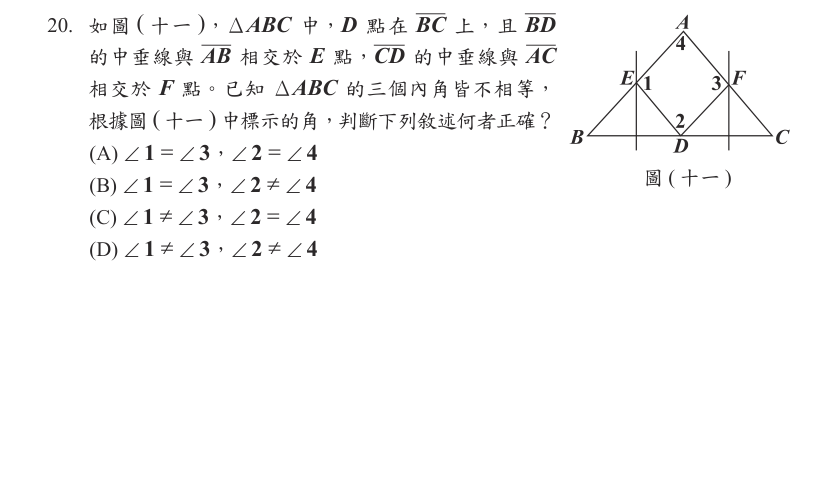 20. 如圖(十一)，△ABC 中，D 點在 BC 上，且 BD
的中垂線與 AB 相交於 E 點，CD 的中垂線與 AC
相交於 F 點。已知 △ABC 的三個內角皆不相等，
根據圖(十一)中標示的角，判斷下列敘述何者正確？
(A) ∠1 = ∠3，∠2 = ∠4
(B) ∠1 = ∠3，∠2 ≠ ∠4
(C) ∠1 ≠ ∠3，∠2 = ∠4
(D) ∠1 ≠ ∠3，∠2 ≠ ∠4
A
4
E 1 3 F
2
B D C
圖(十一)